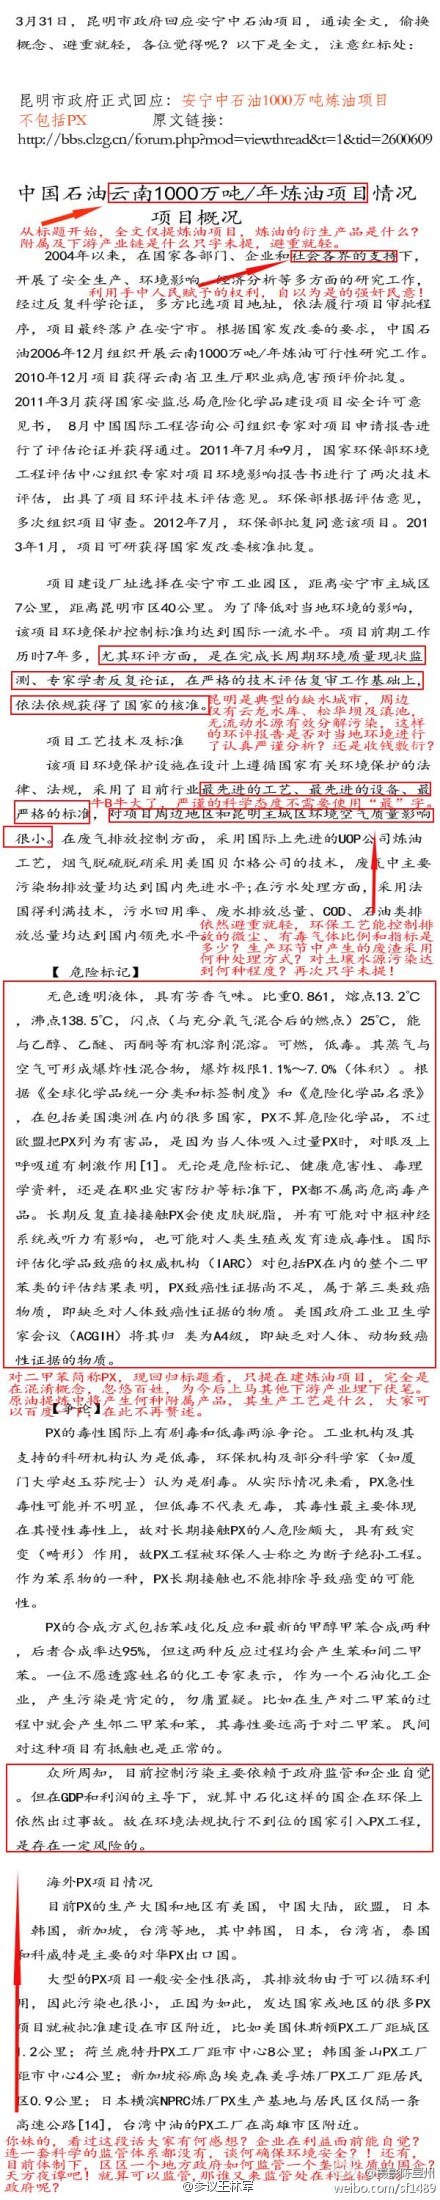 3月31日，昆明市政府回应安宁中石油项目，通读全文，偷换
概念、避重就轻，各位觉得呢？以下是全文，注意红标处：
昆明市政府正式回应：安宁中石油1000万吨炼油项目
不包括PX 原文链接：
http://bbs.clzg.cn/forum.php?mod=viewthread&t=1&tid=2600609
中国石油云南1000万吨/年炼油项目情况
项目概况
从标题开始，全文仅提炼油项目，炼油的衍生产品是什么？
附属及下游产业链是什么只字未提，避重就轻。
2004年以来，在国家各部门、企业和社会各界的支持下，
开展了安全生产、环境影响、经济分析等多方面的研究工作，
利用手中人民赋予的权利，自以为是的强奸民意！
经过反复科学论证，多方比选项目地址，依法履行项目审批程
序，项目最终落户在安宁市。根据国家发改委的要求，中国石
油2006年12月组织开展云南1000万吨/年炼油可行性研究工作。
2010年12月项目获得云南省卫生厅职业病危害预评价批复。
2011年3月获得国家安监总局危险化学品建设项目安全许可意
见书， 8月中国国际工程咨询公司组织专家对项目申请报告进
行了评估论证并获得通过。2011年7月和9月，国家环保部环境
工程评估中心组织专家对项目环境影响报告书进行了两次技术
评估，出具了项目环评技术评估意见。环保部根据评估意见，
多次组织项目审查。2012年7月，环保部批复同意该项目。201
3年1月，项目可研获得国家发改委核准批复。
项目建设厂址选择在安宁市工业园区，距离安宁市主城区
7公里，距离昆明市区40公里。为了降低对当地环境的影响，
该项目环境保护控制标准均达到国际一流水平。项目前期工作
历时7年多，尤其环评方面，是在完成长周期环境质量现状监
测、专家学者反复论证，在严格的技术评估复审工作基础上，
依法依规获得了国家的核准。
昆明是典型的缺水城市，周边
仅有云龙水库、松华坝及滇池，
无流动水源有效分解污染，这样
的环评报告是否对当地环境进行
了认真严谨分析？还是收钱敷衍？
项目工艺技术及标准
该项目环境保护设施在设计上遵循国家有关环境保护的法
律、法规，采用了目前行业最先进的工艺、最先进的设备、最
牛B牛大了，严谨的科学态度不需要使用“最”字。
严格的标准，对项目周边地区和昆明主城区环境空气质量影响
很小。在废气排放控制方面，采用国际上先进的UOP公司炼油
工艺，烟气脱硫脱硝采用美国贝尔格公司的技术，废气中主要
污染物排放量均达到国内先进水平;在污水处理方面，采用法
国得利满技术，污水回用率、废水排放总量、COD、石油类排
放总量均达到国内领先水平。
依然避重就轻，环保工艺能控制排
放的微尘、有毒气体比例和指标是
多少？生产环节中产生的废渣采用
何种处理方式？对土壤水源污染达
到何种程度？再次只字未提！
【 危险标记】
无色透明液体，具有芳香气味。比重0.861，熔点13.2℃
，沸点138.5℃，闪点（与充分氧气混合后的燃点）25℃，能
与乙醇、乙醚、丙酮等有机溶剂混溶。可燃，低毒。其蒸气与
空气可形成爆炸性混合物，爆炸极限1.1%～7.0%（体积）。根
据《全球化学品统一分类和标签制度》和《危险化学品名录》
，在包括美国澳洲在内的很多国家，PX不算危险化学品，不过
欧盟把PX列为有害品，是因为当人体吸入过量PX时，对眼及上
呼吸道有刺激作用[1]。无论是危险标记、健康危害性、毒理
学资料，还是在职业灾害防护等标准下，PX都不属高危高毒产
品。长期反复直接接触PX会使皮肤脱脂，并有可能对中枢神经
系统或听力有影响，也可能对人类生殖或发育造成毒性。国际
评估化学品致癌的权威机构（IARC）对包括PX在内的整个二甲
苯类的评估结果表明，PX致癌性证据尚不足，属于第三类致癌
物质，即缺乏对人体致癌性证据的物质。美国政府工业卫生学
家会议（ACGIH）将其归 类为A4级，即缺乏对人体、动物致癌
性证据的物质。
对二甲苯简称PX，现回归标题看，只提在建炼油项目，完全是
在混淆概念，忽悠百姓，为今后上马其他下游产业埋下伏笔。
原油提炼中将产生何种附属产品，其生产工艺是什么，大家可
以百度一下，在此不再赘述。
【争论】
PX的毒性国际上有剧毒和低毒两派争论。工业机构及其
支持的科研机构认为是低毒，环保机构及部分科学家（如厦
门大学赵玉芬院士）认为是剧毒。从实际情况来看，PX急性
毒性可能并不明显，但低毒不代表无毒，其毒性最主要体现
在其慢性毒性上，故对长期接触PX的人危险颇大，具有致突
变（畸形）作用，故PX工程被环保人士称之为断子绝孙工程。
作为苯系物的一种，PX长期接触也不能排除导致癌变的可能
性。
PX的合成方式包括苯歧化反应和最新的甲醇甲苯合成两种
，后者合成率达95%，但这两种反应过程均会产生苯和间二甲
苯。一位不愿透露姓名的化工专家表示，作为一个石油化工企
业，产生污染是肯定的，勿庸置疑。比如在生产对二甲苯的过
程中就会产生邻二甲苯和苯，其毒性要远高于对二甲苯。民间
对这种项目有抵触也是正常的。
众所周知，目前控制污染主要依赖于政府监管和企业自觉
。但在GDP和利润的主导下，就算中石化这样的国企在环保上
依然出过事故。故在环境法规执行不到位的国家引入PX工程，
是存在一定风险的。
海外PX项目情况
目前PX的生产大国和地区有美国，中国大陆，欧盟，日本
，韩国，新加坡，台湾等地，其中韩国，日本，台湾省，泰国
和科威特是主要的对华PX出口国。
大型的PX项目一般安全性很高，其排放物由于可以循环利
用，因此污染也很小，正因为如此，发达国家或地区的很多PX
项目就被批准建设在市区附近，比如美国休斯顿PX工厂距城区
1.2公里；荷兰鹿特丹PX工厂距市中心8公里；韩国釜山PX工厂
距市中心4公里；新加坡裕廊岛埃克森美孚炼厂PX工厂距居民
区0.9公里；日本横滨NPRC炼厂PX生产基地与居民区仅隔一条
高速公路[14]，台湾中油的PX工厂在高雄市区附近。
你妹的，看过这段话大家有何感想？企业在利益面前能自觉？
连一套科学的监管体系都没有，谈何确保环境安全？！还有，
目前体制下，区区一个地方政府如何监管一个垄断性质的国企？
天方夜谭吧！就算可以监管，那谁又来监管处在利益链中的地方
政府呢？
@参议王林军
weibo.com/sf1489